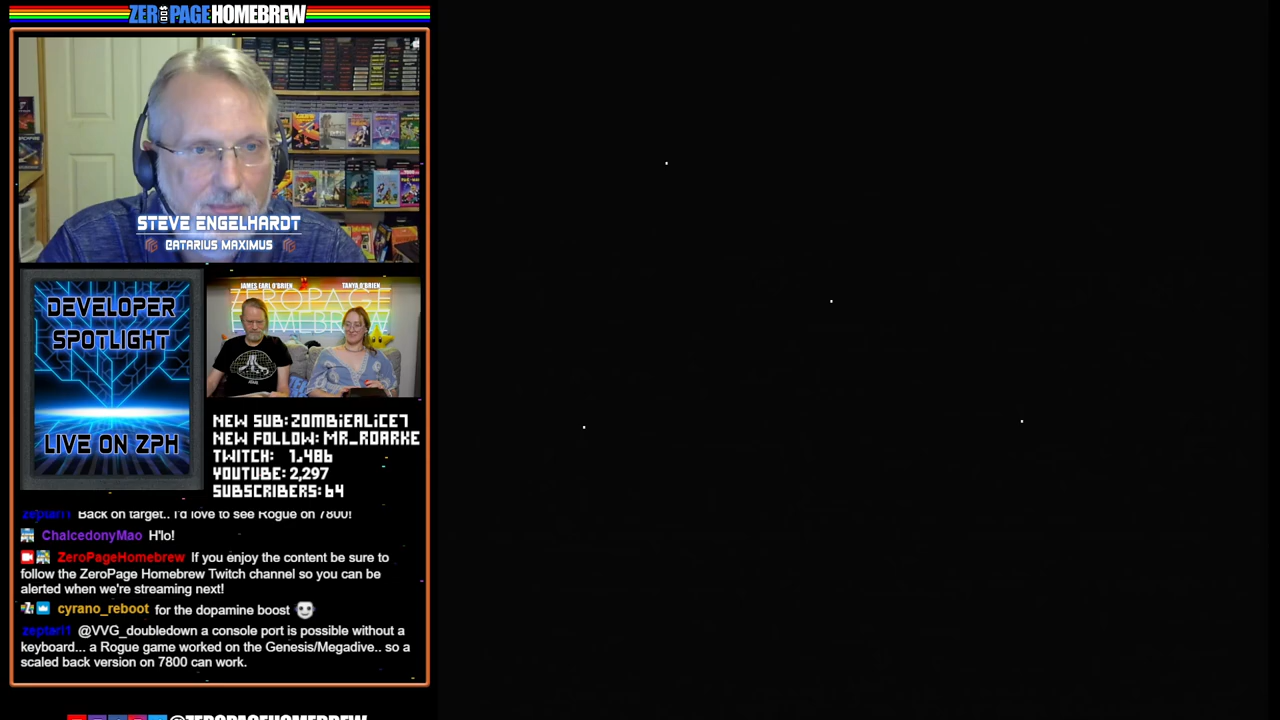 ZER$00PAGEHOMEBREW
STEVE ENGELHARDT
@ATARIUS MAXIMUS
DEVELOPER
SPOTLIGHT
LIVE ON ZPH
JAMES EARL O'BRIEN TANYA O'BRIEN
ZEROPAGE
HOMEBREW
NEW SUB: ZOMBIEALICE7
NEW FOLLOW: MR_ROARKE
TWITCH: 1,486
YOUTUBE: 2,297
SUBSCRIBERS: 64
zepteri1 Back on target.. I'd love to see Rogue on 7800!
ChalcedonyMao H'lo!
ZeroPageHomebrew If you enjoy the content be sure to
follow the ZeroPage Homebrew Twitch channel so you can be
alerted when we're streaming next!
cyrano_reboot for the dopamine boost
zepteri1 @VVG_doubledown a console port is possible without a
keyboard... a Rogue game worked on the Genesis/Megadive.. so a
scaled back version on 7800 can work.
@ZEROPAGEHOMEBREW